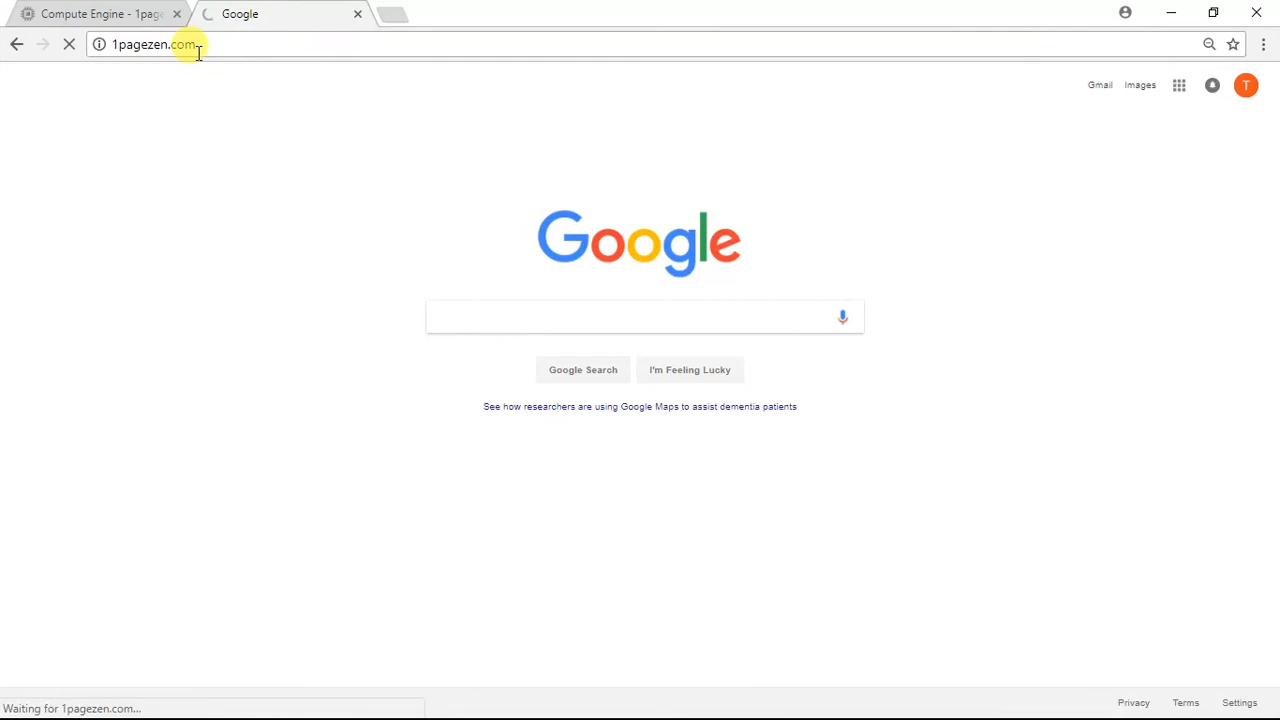 Compute Engine - 1page
Google
1pagezen.com
Gmail Images
T
Google
Google Search I'm Feeling Lucky
See how researchers are using Google Maps to assist dementia patients
Waiting for 1pagezen.com...
Privacy Terms Settings